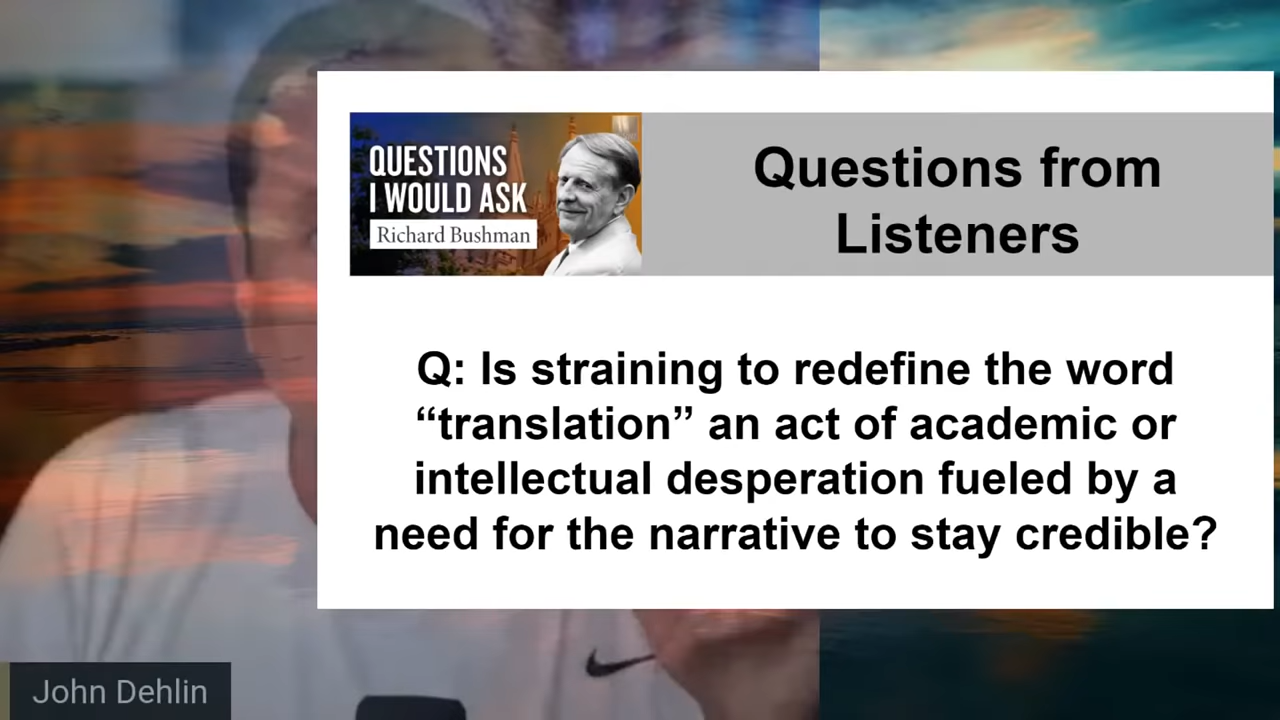 QUESTIONS
I WOULD ASK
Richard Bushman
Questions from
Listeners
Q: Is straining to redefine the word
“translation” an act of academic or
intellectual desperation fueled by a
need for the narrative to stay credible?
John Dehlin